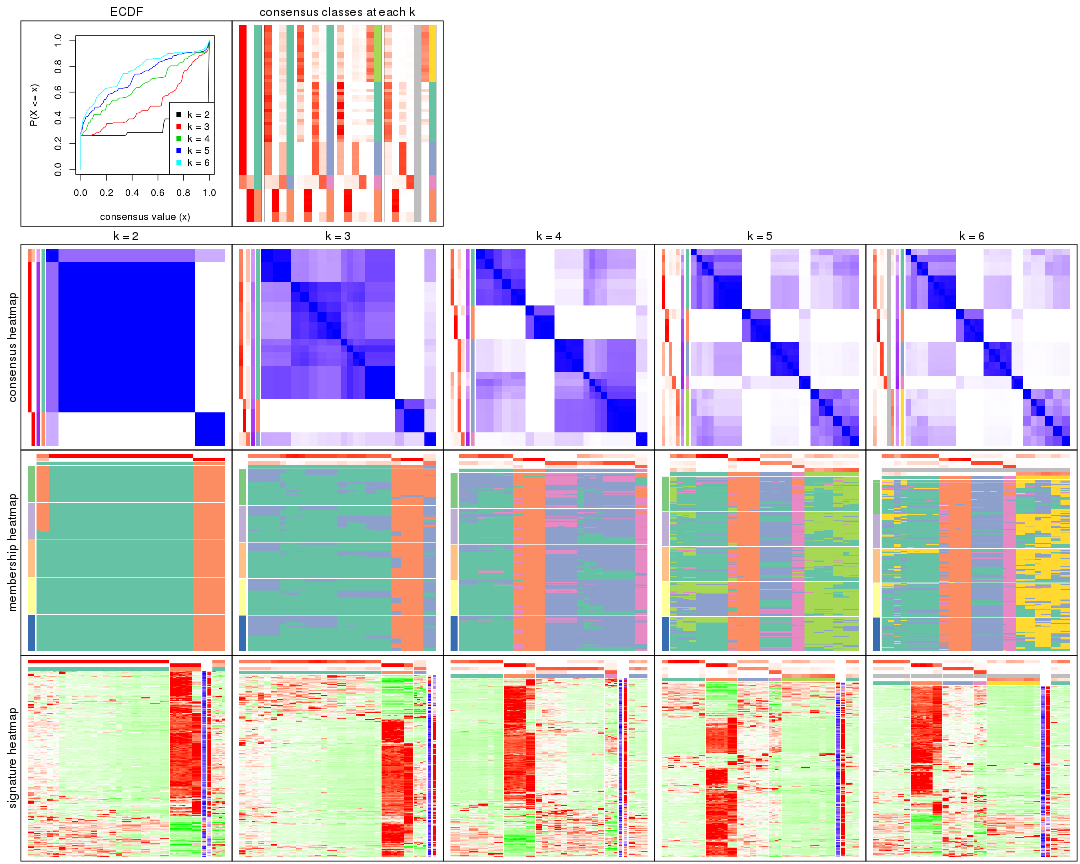 ECDF
consensus classes at each k
P(X <= x)
0.0 0.2 0.4 0.6 0.8 1.0
k = 2
k = 3
k = 4
k = 5
k = 6
0.0 0.2 0.4 0.6 0.8 1.0
consensus value (x)
k = 2
k = 3
k = 4
k = 5
k = 6
consensus heatmap
membership heatmap
signature heatmap